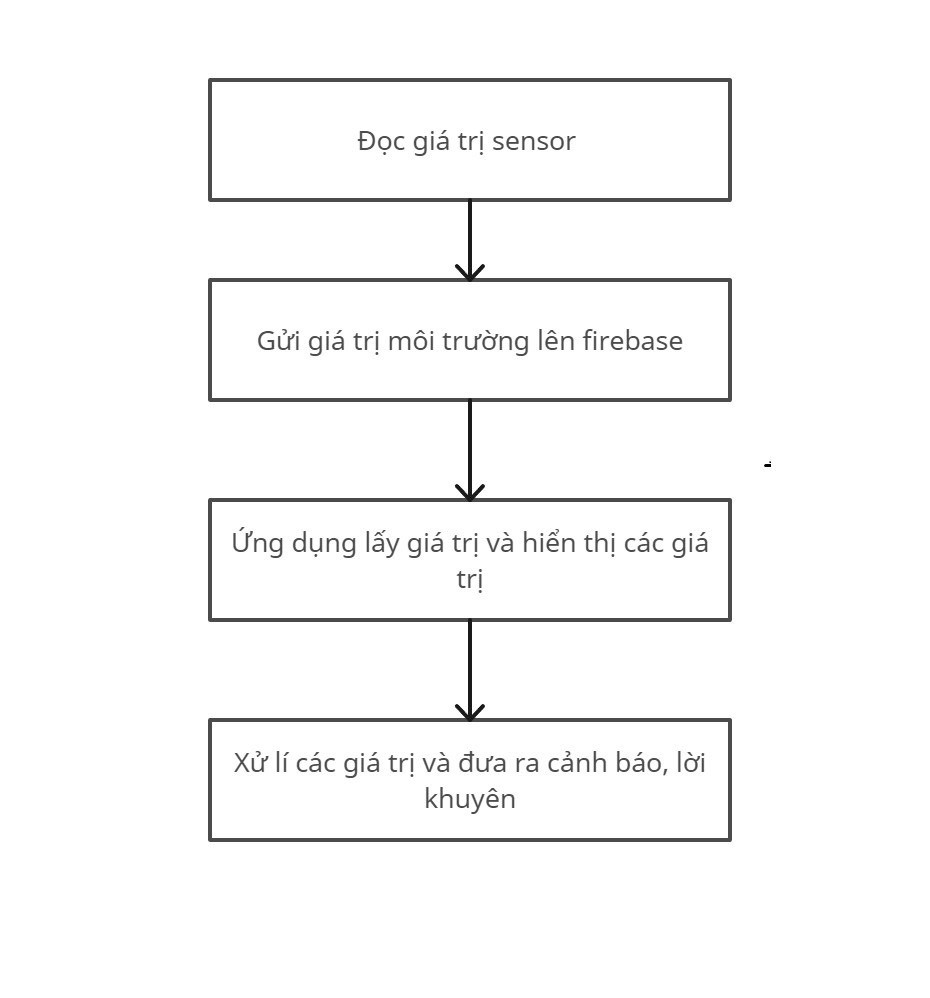 Đọc giá trị sensor
Gửi giá trị môi trường lên firebase
Ứng dụng lấy giá trị và hiển thị các giá
trị
Xử lí các giá trị và đưa ra cảnh báo, lời
khuyên